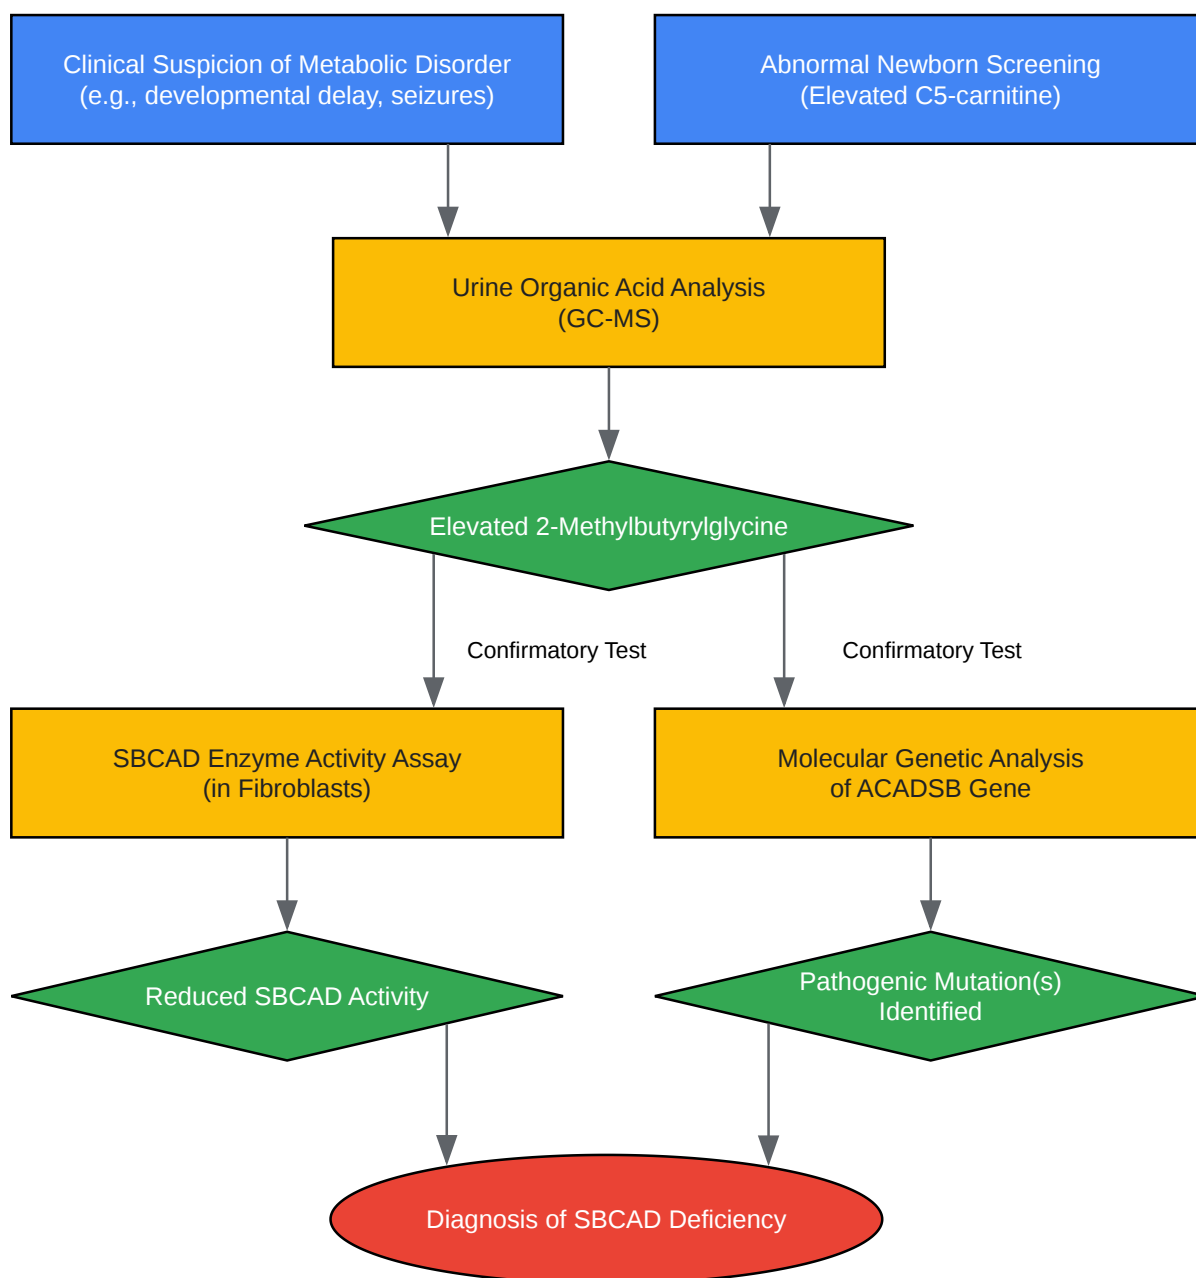 Clinical Suspicion of Metabolic Disorder
(e.g., developmental delay, seizures)
Abnormal Newborn Screening
(Elevated C5-carnitine)
Urine Organic Acid Analysis
(GC-MS)
Elevated 2-Methylbutyrylglycine
Confirmatory Test
Confirmatory Test
SBCAD Enzyme Activity Assay
(in Fibroblasts)
Molecular Genetic Analysis
of ACADSB Gene
Reduced SBCAD Activity
Pathogenic Mutation(s)
Identified
Diagnosis of SBCAD Deficiency